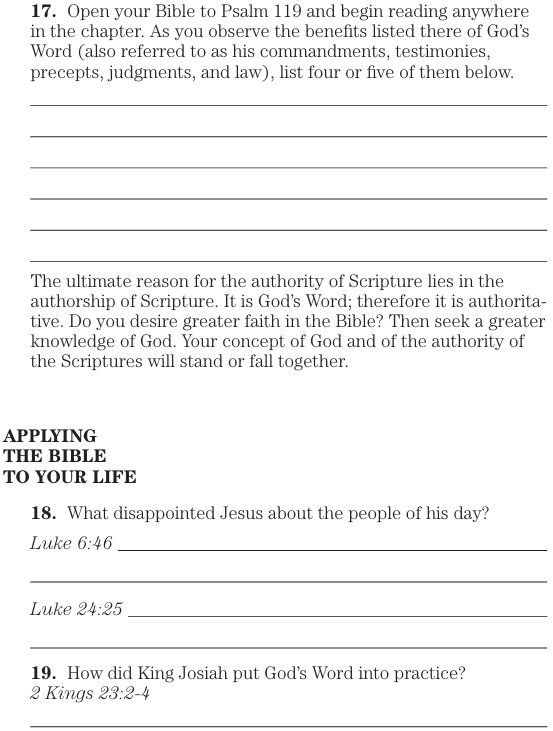 17. Open your Bible to Psalm 119 and begin reading anywhere
in the chapter. As you observe the benefits listed there of God's
Word (also referred to as his commandments, testimonies,
precepts, judgments, and law), list four or five of them below.
The ultimate reason for the authority of Scripture lies in the
authorship of Scripture. It is God's Word; therefore it is authorita-
tive. Do you desire greater faith in the Bible? Then seek a greater
knowledge of God. Your concept of God and of the authority of
the Scriptures will stand or fall together.
APPLYING
THE BIBLE
TO YOUR LIFE
18. What disappointed Jesus about the people of his day?
Luke 6:46
Luke 24:25
19. How did King Josiah put God's Word into practice?
2 Kings 23:2-4